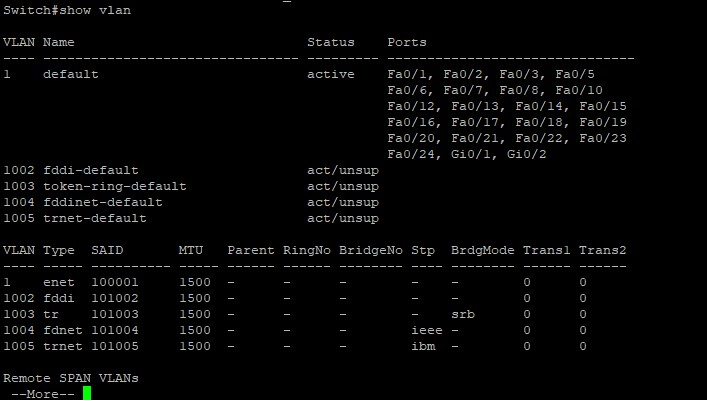 Switch#show vlan
VLAN Name                             Status    Ports
---- -------------------------------- --------- -------------------------------
1    default                          active    Fa0/1, Fa0/2, Fa0/3, Fa0/5
                                                Fa0/6, Fa0/7, Fa0/8, Fa0/10
                                                Fa0/12, Fa0/13, Fa0/14, Fa0/15
                                                Fa0/16, Fa0/17, Fa0/18, Fa0/19
                                                Fa0/20, Fa0/21, Fa0/22, Fa0/23
                                                Fa0/24, Gi0/1, Gi0/2
1002 fddi-default                     act/unsup
1003 token-ring-default               act/unsup
1004 fddinet-default                  act/unsup
1005 trnet-default                    act/unsup
VLAN Type  SAID       MTU   Parent RingNo BridgeNo Stp  BrdgMode Trans1 Trans2
---- ----- ---------- ----- ------ ------ -------- ---- -------- ------ ------
1    enet  100001     1500  -      -      -        -    -        0      0
1002 fddi  101002     1500  -      -      -        -    -        0      0
1003 tr    101003     1500  -      -      -        -    srb      0      0
1004 fdnet 101004     1500  -      -      -        ieee -        0      0
1005 trnet 101005     1500  -      -      -        ibm  -        0      0
Remote SPAN VLANs
 --More--